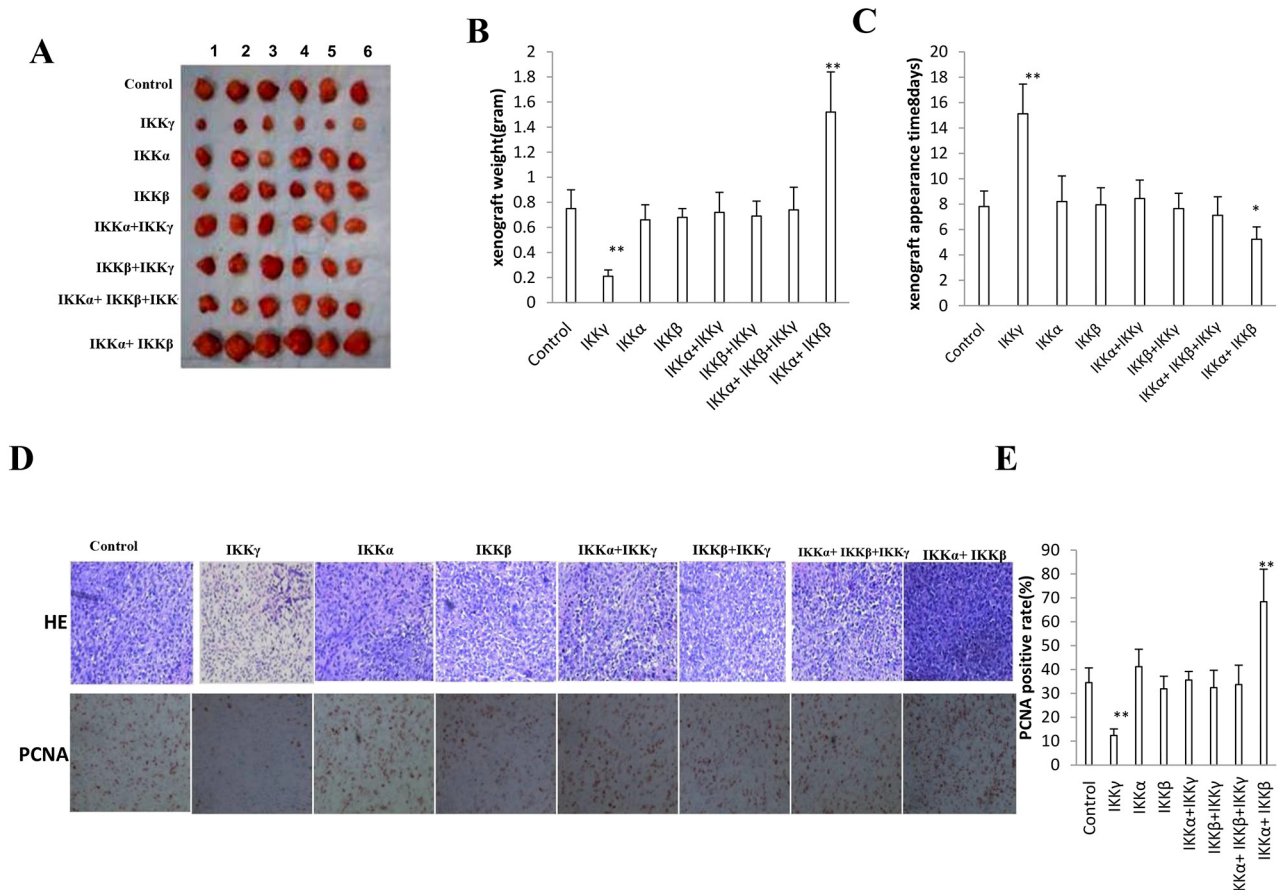 A
1 2 3 4 5 6
Control
IKKγ
IKKα
IKKβ
IKKα+IKKγ
IKKβ+IKKγ
IKKα+ IKKβ+IKK
IKKα+ IKKβ
B
xenograft weight(gram)
2
1.8
1.6
1.4
1.2
1
0.8
0.6
0.4
0.2
0
**
**
Control
IKKγ
IKKα
IKKβ
IKKα+IKKγ
IKKβ+IKKγ
IKKα+ IKKβ+IKKγ
IKKα+ IKKβ
C
xenograft appearance time8days)
20
18
16
14
12
10
8
6
4
2
0
**
*
Control
IKKγ
IKKα
IKKβ
IKKα+IKKγ
IKKβ+IKKγ
IKKα+ IKKβ+IKKγ
IKKα+ IKKβ
D
Control IKKγ IKKα IKKβ IKKα+IKKγ IKKβ+IKKγ IKKα+ IKKβ+IKKγ IKKα+ IKKβ
HE
PCNA
E
PCNA positive rate(%)
90
80
70
60
50
40
30
20
10
0
**
**
Control
IKKγ
IKKα
IKKβ
IKKα+IKKγ
IKKβ+IKKγ
KKα+ IKKβ+IKKγ
IKKα+ IKKβ